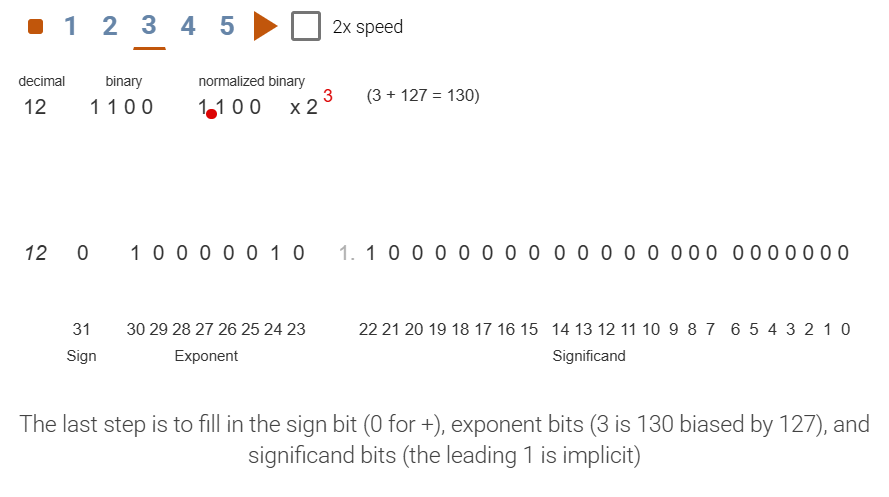 1 2 3 4 5 2x speed
decimal binary normalized binary
12 1 1 0 0 1.1 0 0 x 2 3 (3 + 127 = 130)
12 0 1 0 0 0 0 0 1 0 1. 1 0 0 0 0 0 0 0 0 0 0 0 0 0 0 0 0 0 0 0 0 0 0
31 30 29 28 27 26 25 24 23 22 21 20 19 18 17 16 15 14 13 12 11 10 9 8 7 6 5 4 3 2 1 0
Sign Exponent Significand
The last step is to fill in the sign bit (0 for +), exponent bits (3 is 130 biased by 127), and
significand bits (the leading 1 is implicit)